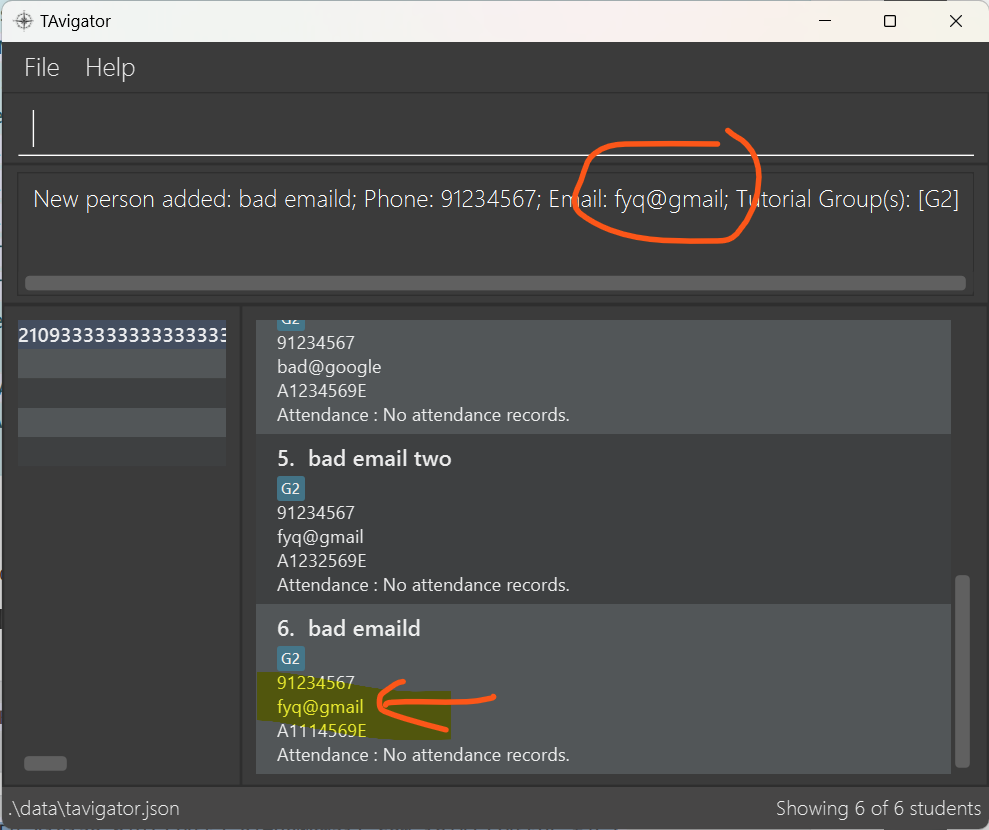 TAvigator
File Help
New person added: bad emaild; Phone: 91234567; Email: fyq@gmail; Tutorial Group(s): [G2]
2109333333333333333
G2
91234567
bad@google
A1234569E
Attendance : No attendance records.
5. bad email two
G2
91234567
fyq@gmail
A1232569E
Attendance : No attendance records.
6. bad emaild
G2
91234567
fyq@gmail
A1114569E
Attendance : No attendance records.
.\data\tavigator.json
Showing 6 of 6 students